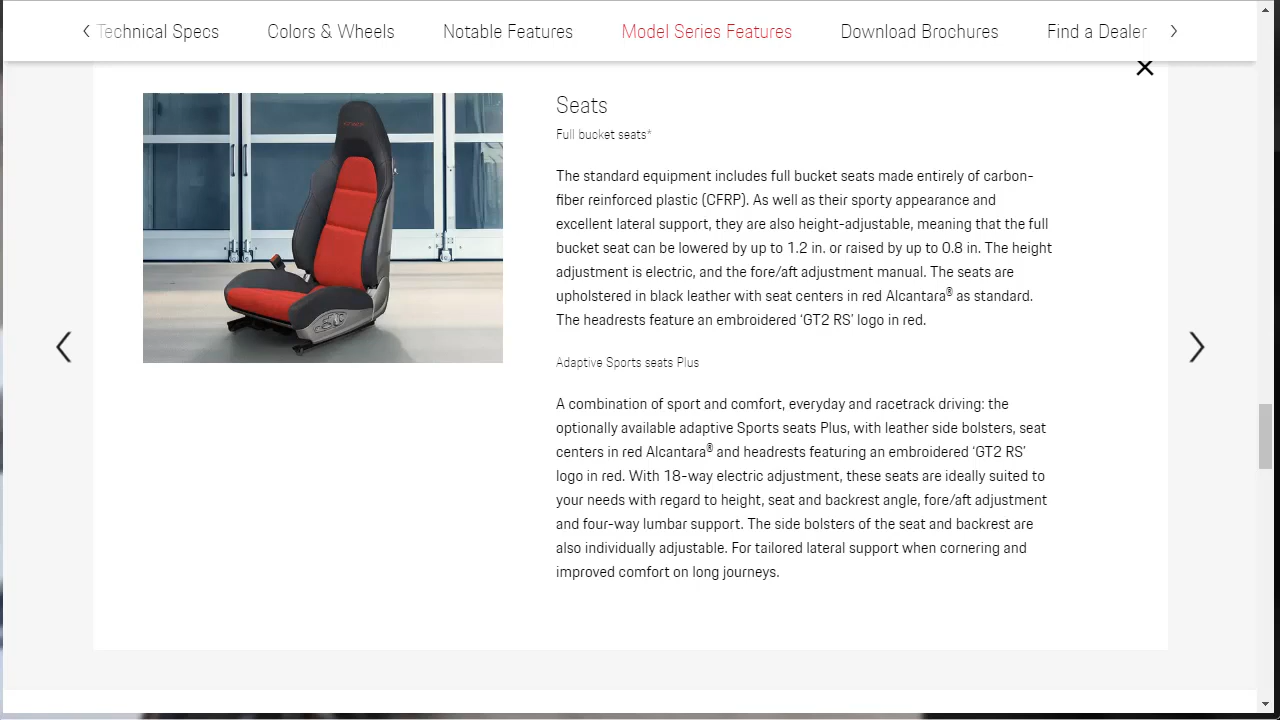 Technical Specs
Colors & Wheels
Notable Features
Model Series Features
Download Brochures
Find a Dealer
Seats
Full bucket seats*
The standard equipment includes full bucket seats made entirely of carbon-
fiber reinforced plastic (CFRP). As well as their sporty appearance and
excellent lateral support, they are also height-adjustable, meaning that the full
bucket seat can be lowered by up to 1.2 in. or raised by up to 0.8 in. The height
adjustment is electric, and the fore/aft adjustment manual. The seats are
upholstered in black leather with seat centers in red Alcantara® as standard.
The headrests feature an embroidered ‘GT2 RS’ logo in red.
Adaptive Sports seats Plus
A combination of sport and comfort, everyday and racetrack driving: the
optionally available adaptive Sports seats Plus, with leather side bolsters, seat
centers in red Alcantara® and headrests featuring an embroidered ‘GT2 RS’
logo in red. With 18-way electric adjustment, these seats are ideally suited to
your needs with regard to height, seat and backrest angle, fore/aft adjustment
and four-way lumbar support. The side bolsters of the seat and backrest are
also individually adjustable. For tailored lateral support when cornering and
improved comfort on long journeys.